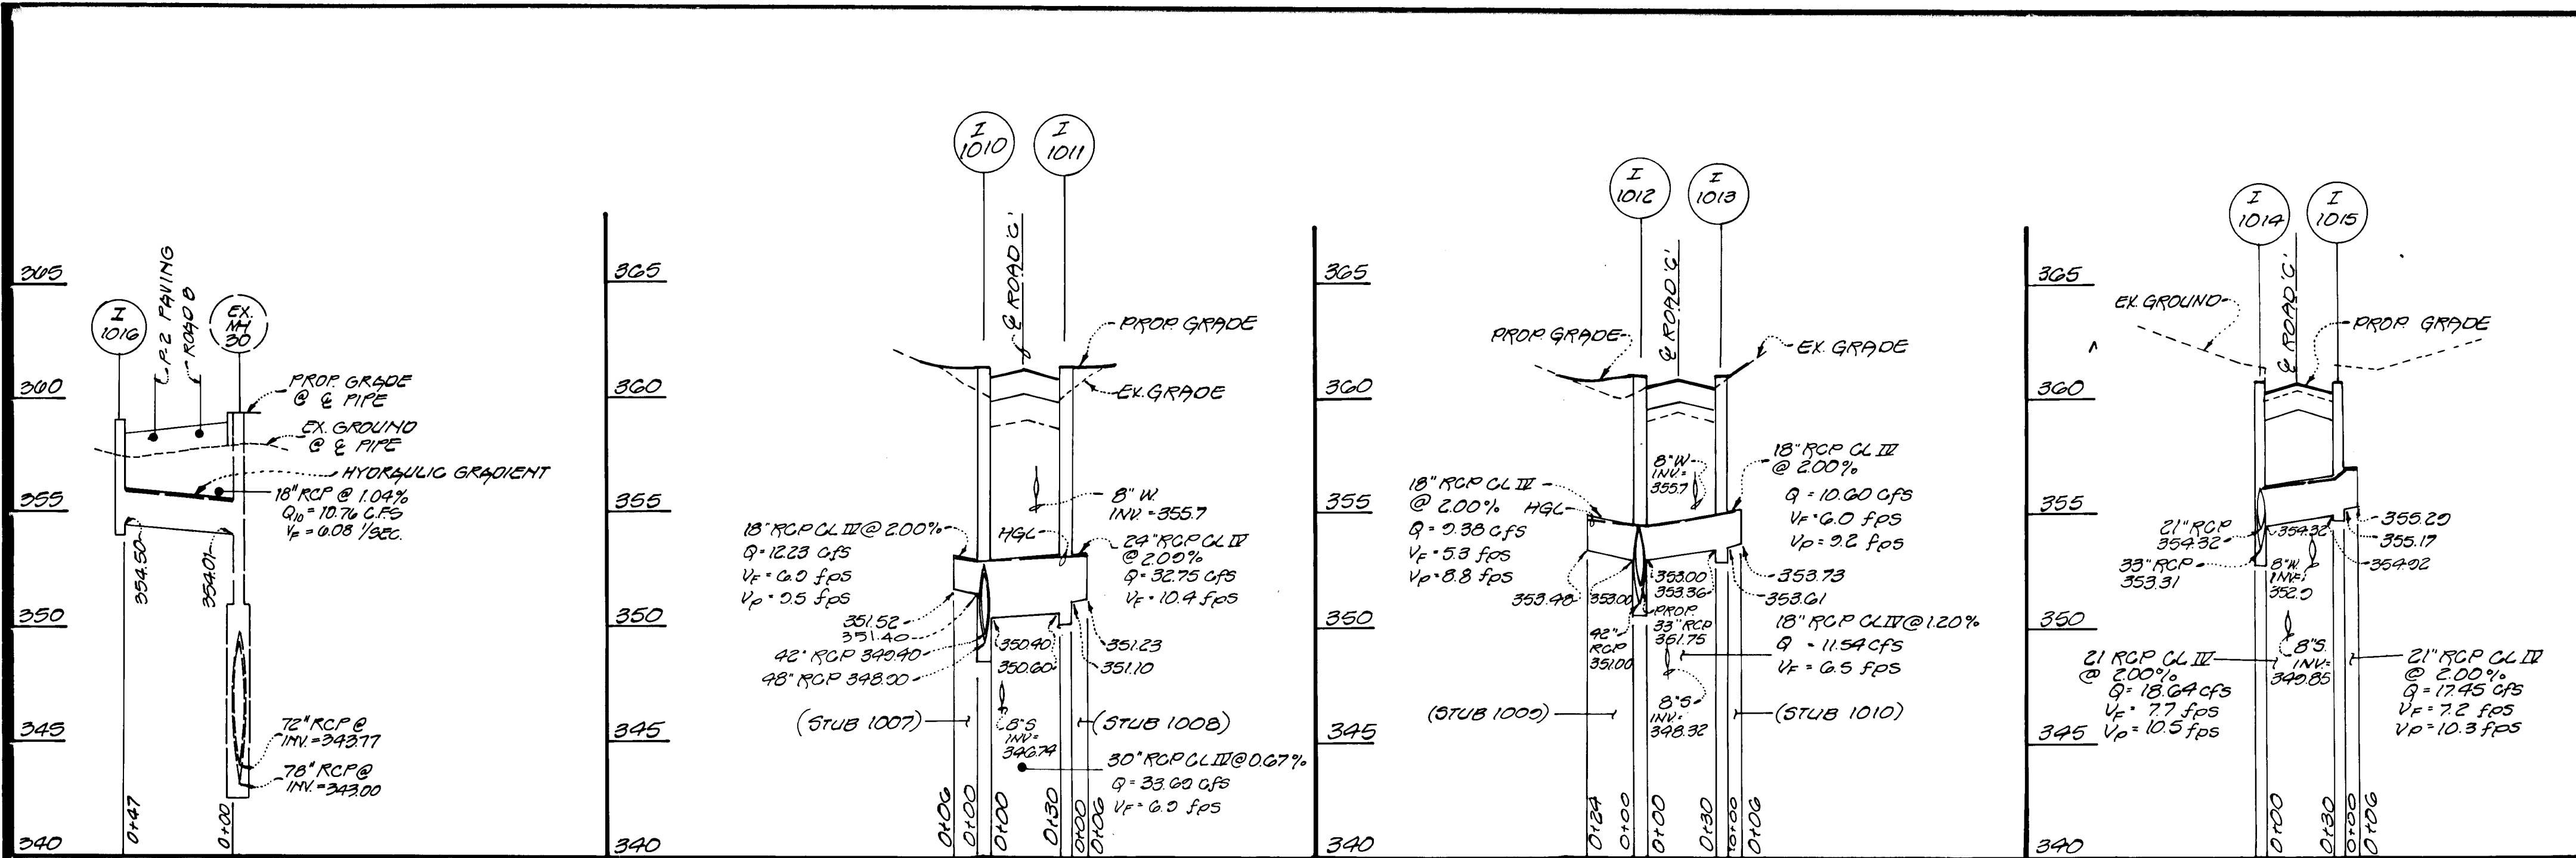 I
1016
P-2 PAVING
ROAD B
EX.
MH
30
365
360
355
350
345
340
PROP. GRADE
@ ℄ PIPE
EX. GROUND
@ ℄ PIPE
HYDRAULIC GRADIENT
18" RCP @ 1.04%
Q10 = 10.76 C.F.S
VF = 6.08 '/SEC.
354.50
354.01
72" RCP @
INV. = 343.77
78" RCP @
INV. = 343.00
0+47
0+00
365
360
355
350
345
340
I
1010
I
1011
℄ ROAD 'C'
PROP. GRADE
EX. GRADE
8" W.
INV. = 355.7
HGL
18" RCP CL IV @ 2.00%
Q = 12.23 cfs
VF = 6.9 fps
VP = 9.5 fps
24" RCP CL IV
@ 2.09%
Q = 32.75 cfs
VF = 10.4 fps
351.52
351.40
42" RCP 349.40
48" RCP 348.90
350.40
350.60
351.23
351.10
(STUB 1007)
8"S
INV=
346.74
(STUB 1008)
30" RCP CL IV @ 0.67%
Q = 33.69 cfs
VF = 6.9 fps
0+06
0+00
0+00
0+30
0+00
0+06
365
360
355
350
345
340
I
1012
I
1013
℄ ROAD 'C'
PROP. GRADE
EX. GRADE
18" RCP CL IV
@ 2.00%
HGL
Q = 9.38 cfs
VF = 5.3 fps
VP = 8.8 fps
8" W
INV=
355.7
18" RCP CL IV
@ 2.00%
Q = 10.60 cfs
VF = 6.0 fps
VP = 9.2 fps
353.48
353.00
353.00
353.36
353.73
353.61
PROP.
33" RCP
351.75
42"
RCP
351.00
18" RCP CL IV @ 1.20%
Q = 11.54 cfs
VF = 6.5 fps
(STUB 1009)
8"S
INV=
348.32
(STUB 1010)
0+24
0+00
0+00
0+30
0+00
0+06
365
360
355
350
345
340
I
1014
I
1015
EX. GROUND
℄ ROAD 'C'
PROP. GRADE
21" RCP
354.32
33" RCP
353.31
354.32
8" W.
INV=
352.9
355.29
355.17
354.92
8"S.
INV=
349.85
21 RCP CL IV
@ 2.00%
Q = 18.64 cfs
VF = 7.7 fps
VP = 10.5 fps
21" RCP CL IV
@ 2.00%
Q = 17.45 cfs
VF = 7.2 fps
VP = 10.3 fps
0+00
0+30
0+00
0+06